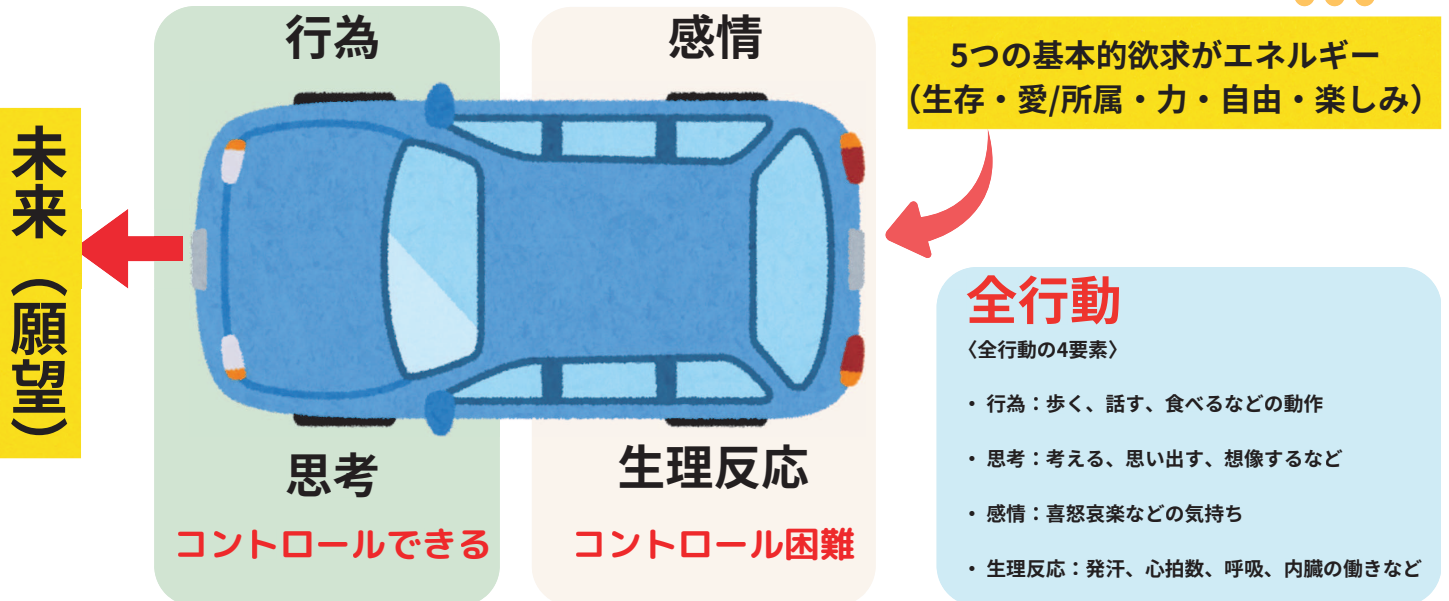 未来（願望）
行為
感情
思考
生理反応
コントロールできる
コントロール困難
5つの基本的欲求がエネルギー
（生存・愛/所属・力・自由・楽しみ）
全行動
〈全行動の4要素〉
・ 行為：歩く、話す、食べるなどの動作
・ 思考：考える、思い出す、想像するなど
・ 感情：喜怒哀楽などの気持ち
・ 生理反応：発汗、心拍数、呼吸、内臓の働きなど